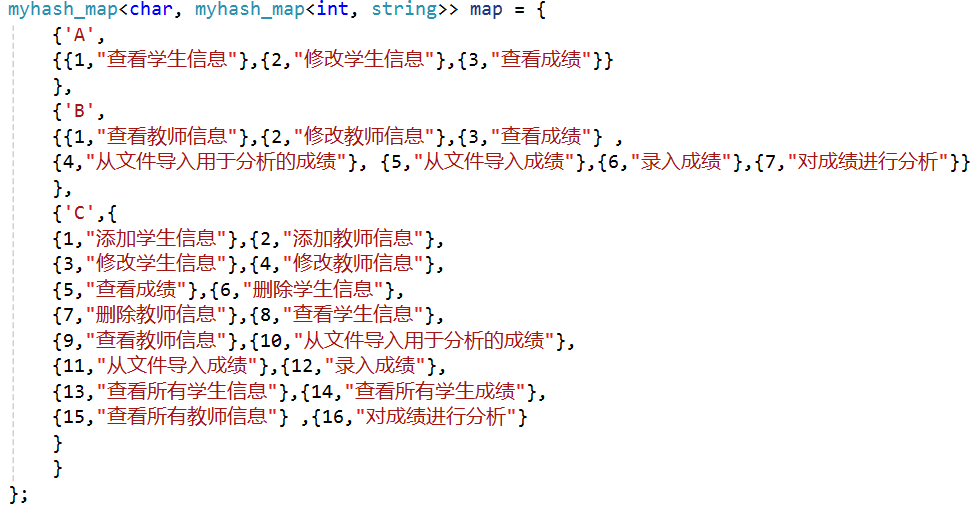 myhash_map<char, myhash_map<int, string>> map = {
{'A',
{{1,"查看学生信息"},{2,"修改学生信息"},{3,"查看成绩"}}
},
{'B',
{{1,"查看教师信息"},{2,"修改教师信息"},{3,"查看成绩"} ,
{4,"从文件导入用于分析的成绩"}, {5,"从文件导入成绩"},{6,"录入成绩"},{7,"对成绩进行分析"}}
},
{'C',{
{1,"添加学生信息"},{2,"添加教师信息"},
{3,"修改学生信息"},{4,"修改教师信息"},
{5,"查看成绩"},{6,"删除学生信息"},
{7,"删除教师信息"},{8,"查看学生信息"},
{9,"查看教师信息"},{10,"从文件导入用于分析的成绩"},
{11,"从文件导入成绩"},{12,"录入成绩"},
{13,"查看所有学生信息"},{14,"查看所有学生成绩"},
{15,"查看所有教师信息"} ,{16,"对成绩进行分析"}
}
}
};